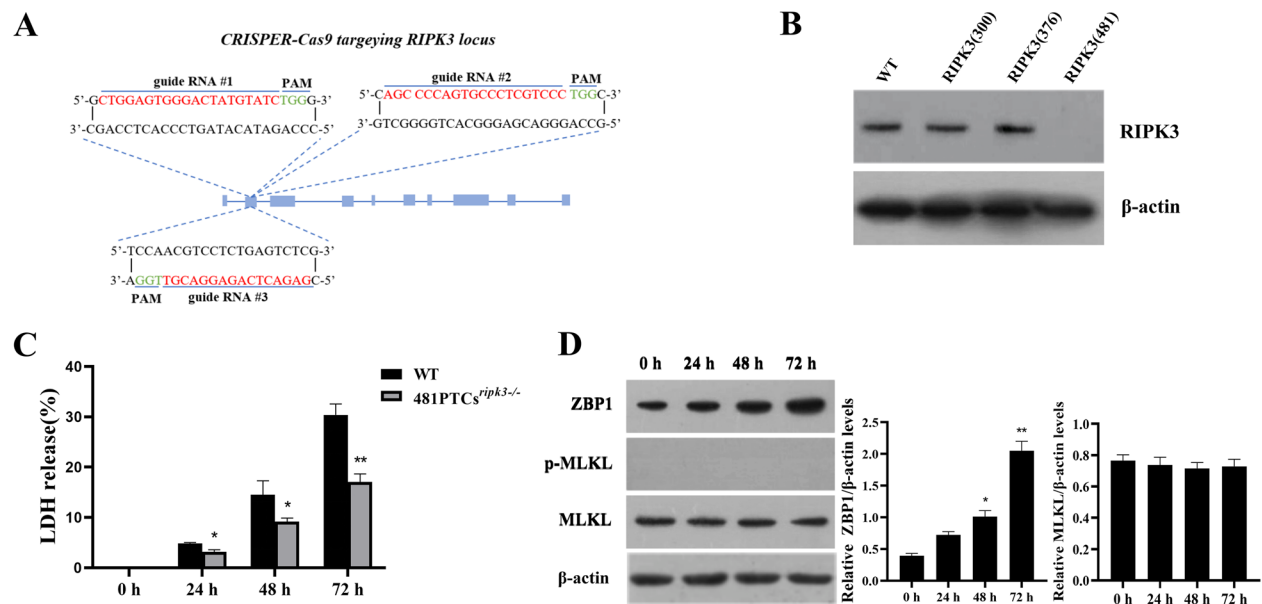 A
CRISPER-Cas9 targeying RIPK3 locus
guide RNA #1 PAM
5'-GCTGGAGTGGGACTATGTATCTGGG-3'
3'-CGACCTCACCCTGATACATAGACCC-5'
guide RNA #2 PAM
5'-CAGC CCCAGTGCCCTCGTCCC TGGC-3'
3'-GTCGGGGTCACGGGAGCAGGGACCG-5'
5'-TCCAACGTCCTCTGAGTCTCG-3'
3'-AGGTTGCAGGAGACTCAGAGC-5'
PAM guide RNA #3
B
WT RIPK3(300) RIPK3(376) RIPK3(481)
RIPK3
β-actin
C
LDH release(%)
40
30
20
10
0
0 h 24 h 48 h 72 h
WT
481PTCsripk3-/-
*
*
**
D
0 h 24 h 48 h 72 h
ZBP1
p-MLKL
MLKL
β-actin
Relative ZBP1/β-actin levels
2.5
2.0
1.5
1.0
0.5
0.0
0 h 24 h 48 h 72 h
*
**
Relative MLKL/β-actin levels
1.0
0.8
0.6
0.4
0.2
0.0
0 h 24 h 48 h 72 h